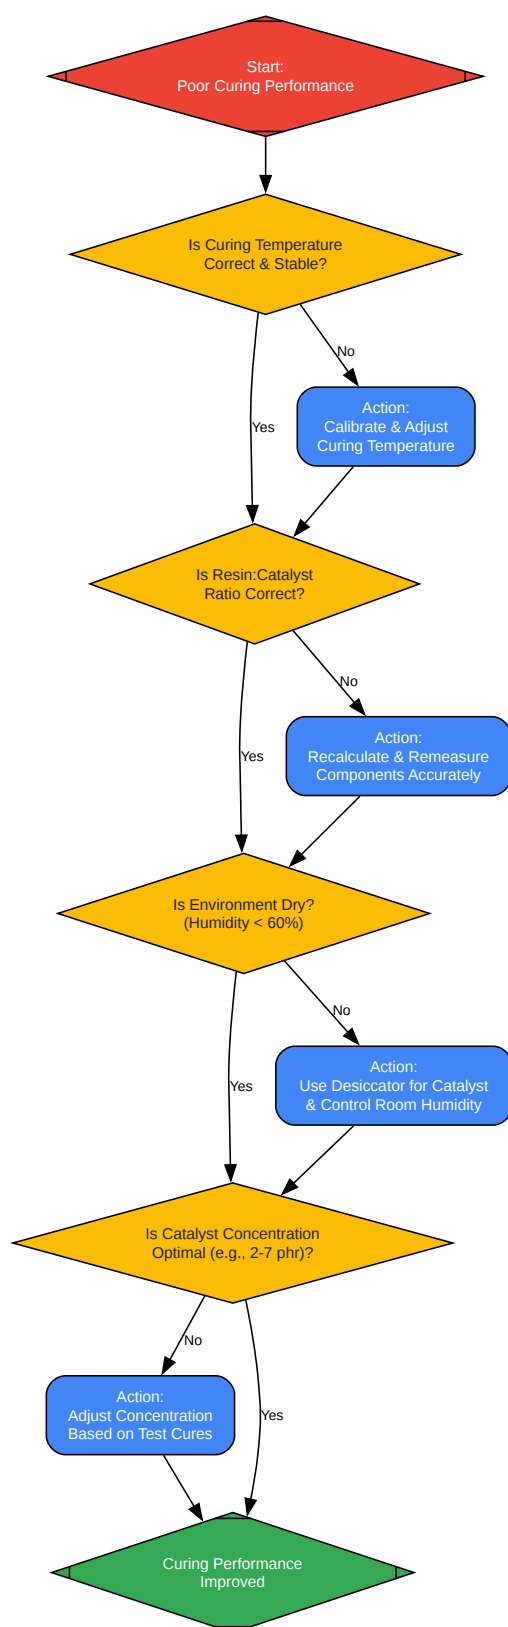 Start:
Poor Curing Performance
Is Curing Temperature
Correct & Stable?
No
Action:
Calibrate & Adjust
Curing Temperature
Yes
Is Resin:Catalyst
Ratio Correct?
No
Action:
Recalculate & Remeasure
Components Accurately
Yes
Is Environment Dry?
(Humidity < 60%)
No
Action:
Use Desiccator for Catalyst
& Control Room Humidity
Yes
Is Catalyst Concentration
Optimal (e.g., 2-7 phr)?
No
Action:
Adjust Concentration
Based on Test Cures
Yes
Curing Performance
Improved